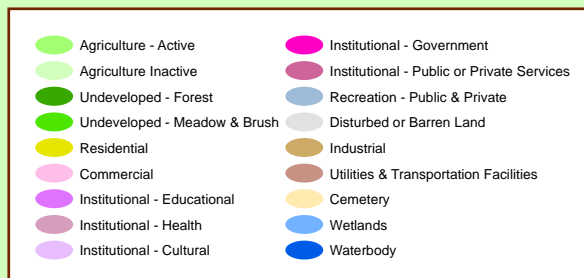 Agriculture - Active
Agriculture Inactive
Undeveloped - Forest
Undeveloped - Meadow & Brush
Residential
Commercial
Institutional - Educational
Institutional - Health
Institutional - Cultural
Institutional - Government
Institutional - Public or Private Services
Recreation - Public & Private
Disturbed or Barren Land
Industrial
Utilities & Transportation Facilities
Cemetery
Wetlands
Waterbody